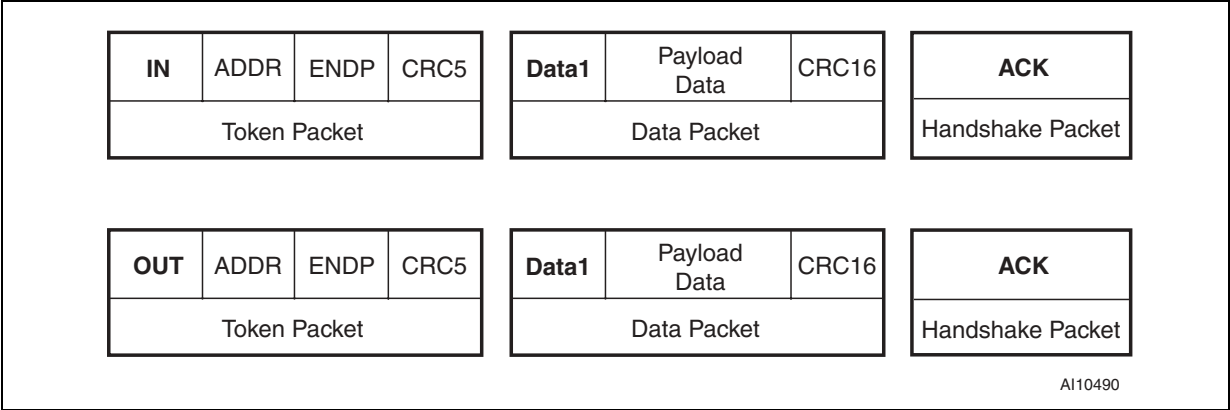 IN ADDR ENDP CRC5 Data1 Payload Data CRC16 ACK
Token Packet Data Packet Handshake Packet
OUT ADDR ENDP CRC5 Data1 Payload Data CRC16 ACK
Token Packet Data Packet Handshake Packet
AI10490